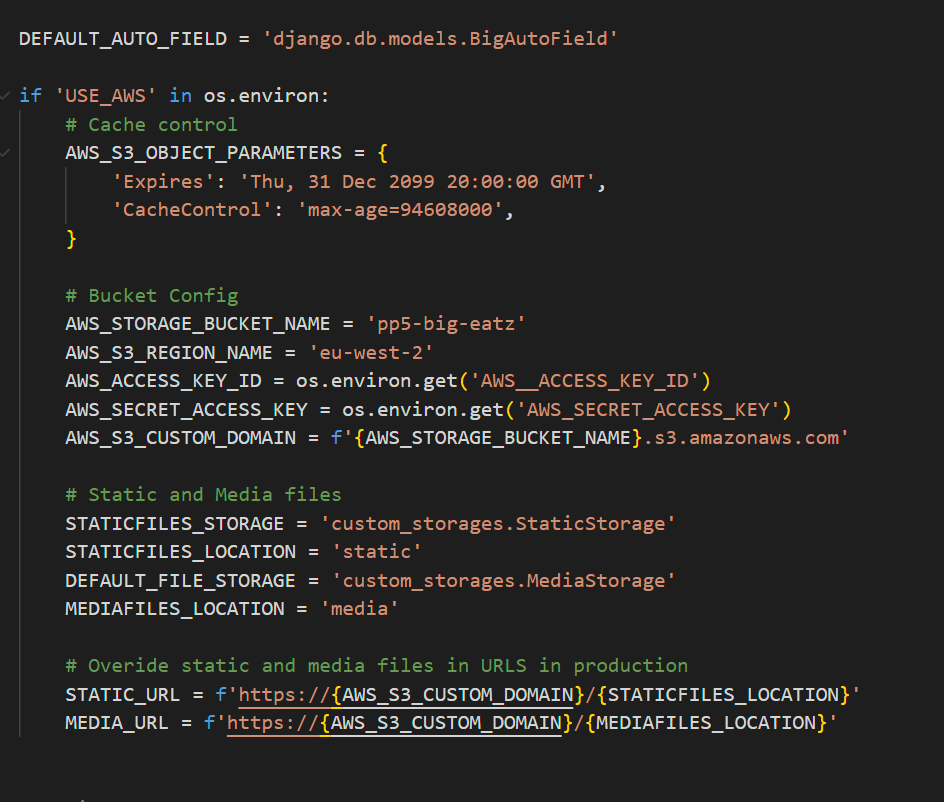 DEFAULT_AUTO_FIELD = 'django.db.models.BigAutoField'
if 'USE_AWS' in os.environ:
# Cache control
AWS_S3_OBJECT_PARAMETERS = {
'Expires': 'Thu, 31 Dec 2099 20:00:00 GMT',
'CacheControl': 'max-age=94608000',
}
# Bucket Config
AWS_STORAGE_BUCKET_NAME = 'pp5-big-eatz'
AWS_S3_REGION_NAME = 'eu-west-2'
AWS_ACCESS_KEY_ID = os.environ.get('AWS__ACCESS_KEY_ID')
AWS_SECRET_ACCESS_KEY = os.environ.get('AWS_SECRET_ACCESS_KEY')
AWS_S3_CUSTOM_DOMAIN = f'{AWS_STORAGE_BUCKET_NAME}.s3.amazonaws.com'
# Static and Media files
STATICFILES_STORAGE = 'custom_storages.StaticStorage'
STATICFILES_LOCATION = 'static'
DEFAULT_FILE_STORAGE = 'custom_storages.MediaStorage'
MEDIAFILES_LOCATION = 'media'
# Overide static and media files in URLS in production
STATIC_URL = f'https://{AWS_S3_CUSTOM_DOMAIN}/{STATICFILES_LOCATION}'
MEDIA_URL = f'https://{AWS_S3_CUSTOM_DOMAIN}/{MEDIAFILES_LOCATION}'